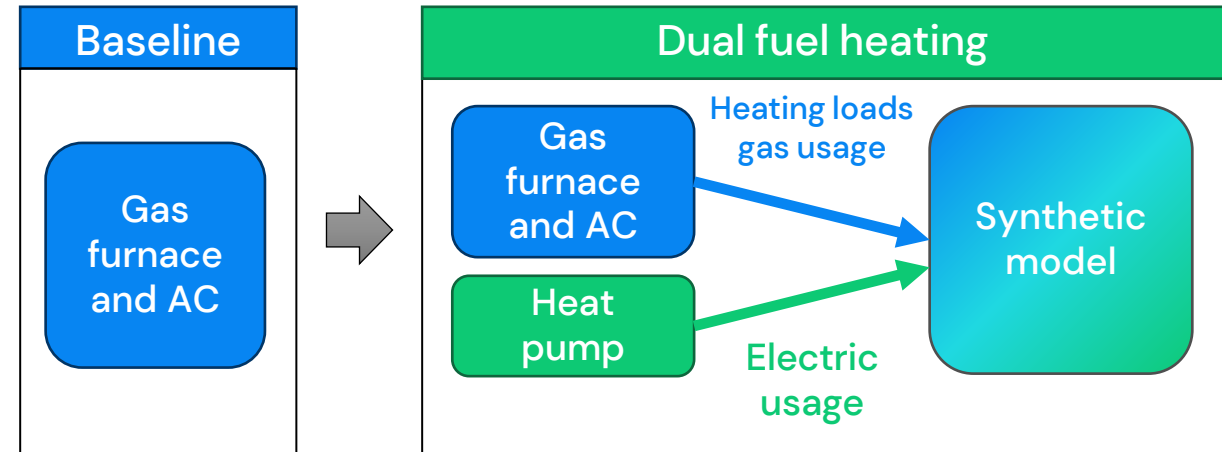 Baseline
Gas
furnace
and AC
Dual fuel heating
Gas
furnace
and AC
Heating loads
gas usage
Heat
pump
Electric
usage
Synthetic
model